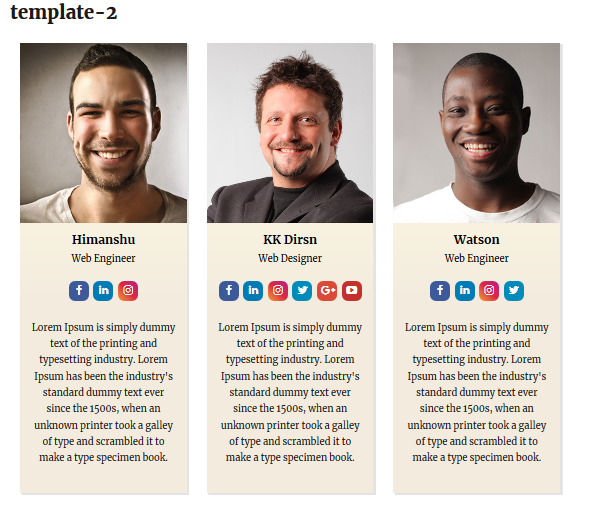 template-2
Himanshu
Web Engineer
f in
Lorem Ipsum is simply dummy
text of the printing and
typesetting industry. Lorem
Ipsum has been the industry's
standard dummy text ever
since the 1500s, when an
unknown printer took a galley
of type and scrambled it to
make a type specimen book.
KK Dirsn
Web Designer
f in G+
Lorem Ipsum is simply dummy
text of the printing and
typesetting industry. Lorem
Ipsum has been the industry's
standard dummy text ever
since the 1500s, when an
unknown printer took a galley
of type and scrambled it to
make a type specimen book.
Watson
Web Engineer
f in
Lorem Ipsum is simply dummy
text of the printing and
typesetting industry. Lorem
Ipsum has been the industry's
standard dummy text ever
since the 1500s, when an
unknown printer took a galley
of type and scrambled it to
make a type specimen book.